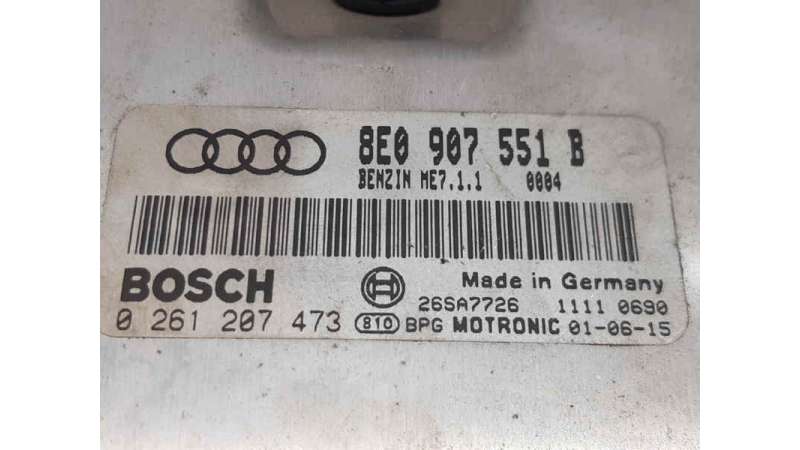 8E0 907 551 B
BENZIN ME7.1.1 0004
BOSCH Made in Germany
26SA7726 1111 0690
0 261 207 473 810 BPG MOTRONIC 01-06-15